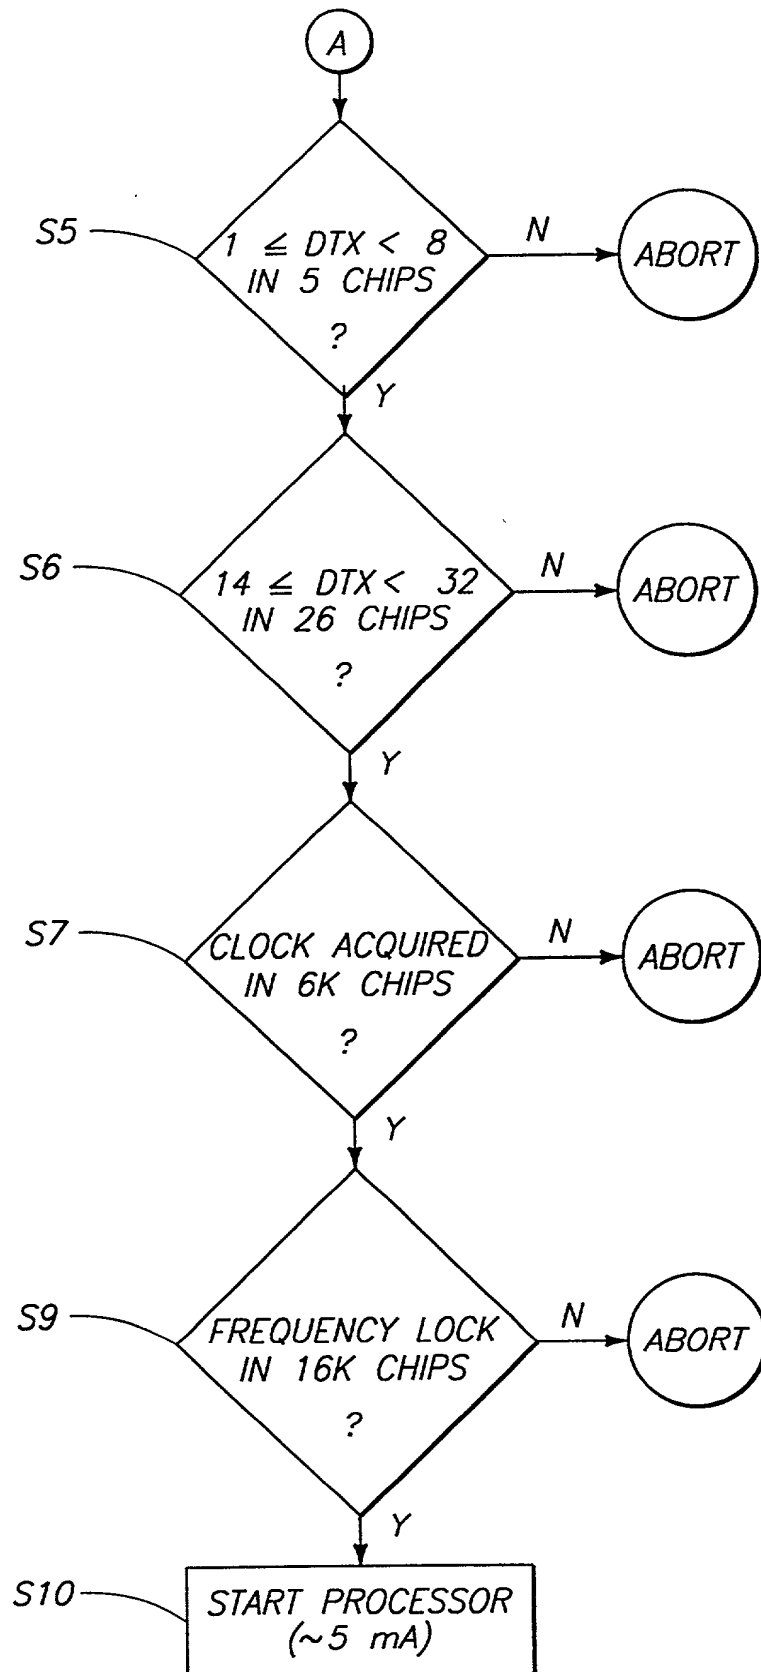 A
S5
1 ≦ DTX < 8
IN 5 CHIPS
?
N
ABORT
Y
S6
14 ≦ DTX < 32
IN 26 CHIPS
?
N
ABORT
Y
S7
CLOCK ACQUIRED
IN 6K CHIPS
?
N
ABORT
Y
S9
FREQUENCY LOCK
IN 16K CHIPS
?
N
ABORT
Y
S10
START PROCESSOR
(~5 mA)